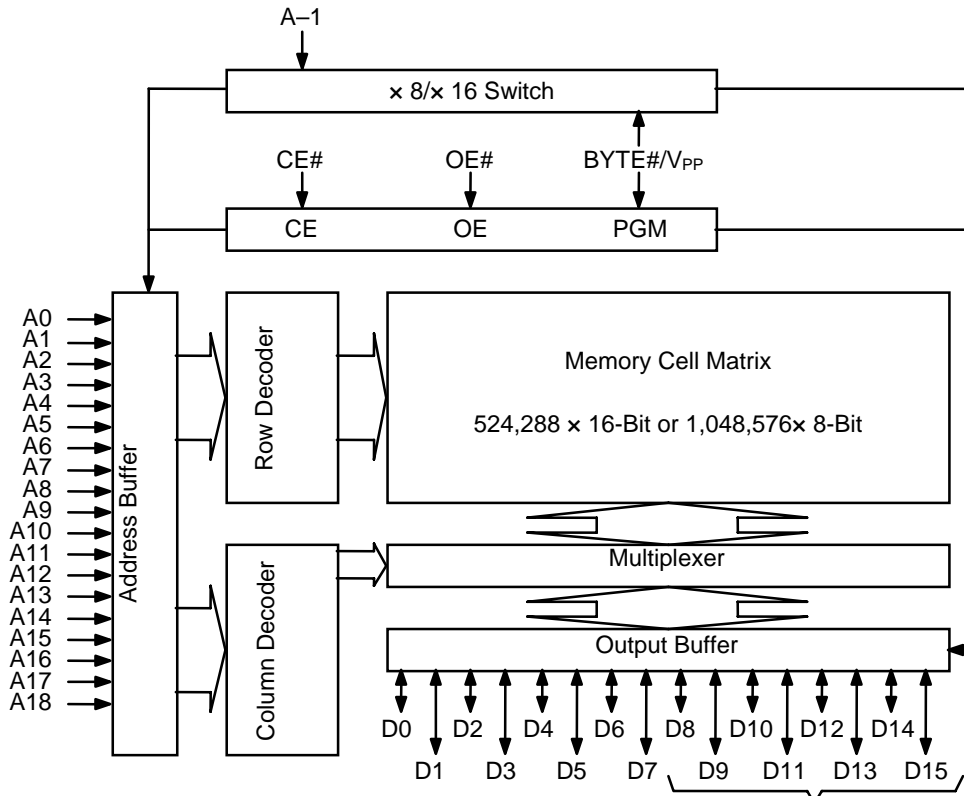 A–1
× 8/× 16 Switch
CE# OE# BYTE#/VPP
CE OE PGM
A0
A1
A2
A3
A4
A5
A6
A7
A8
A9
A10
A11
A12
A13
A14
A15
A16
A17
A18
Address Buffer
Row Decoder
Column Decoder
Memory Cell Matrix
524,288 × 16-Bit or 1,048,576× 8-Bit
Multiplexer
Output Buffer
D0 D2 D4 D6 D8 D10 D12 D14
D1 D3 D5 D7 D9 D11 D13 D15